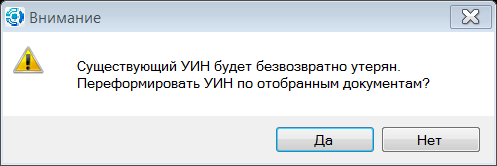 Внимание
Существующий УИН будет безвозвратно утерян.
Переформировать УИН по отобранным документам?
Да
Нет